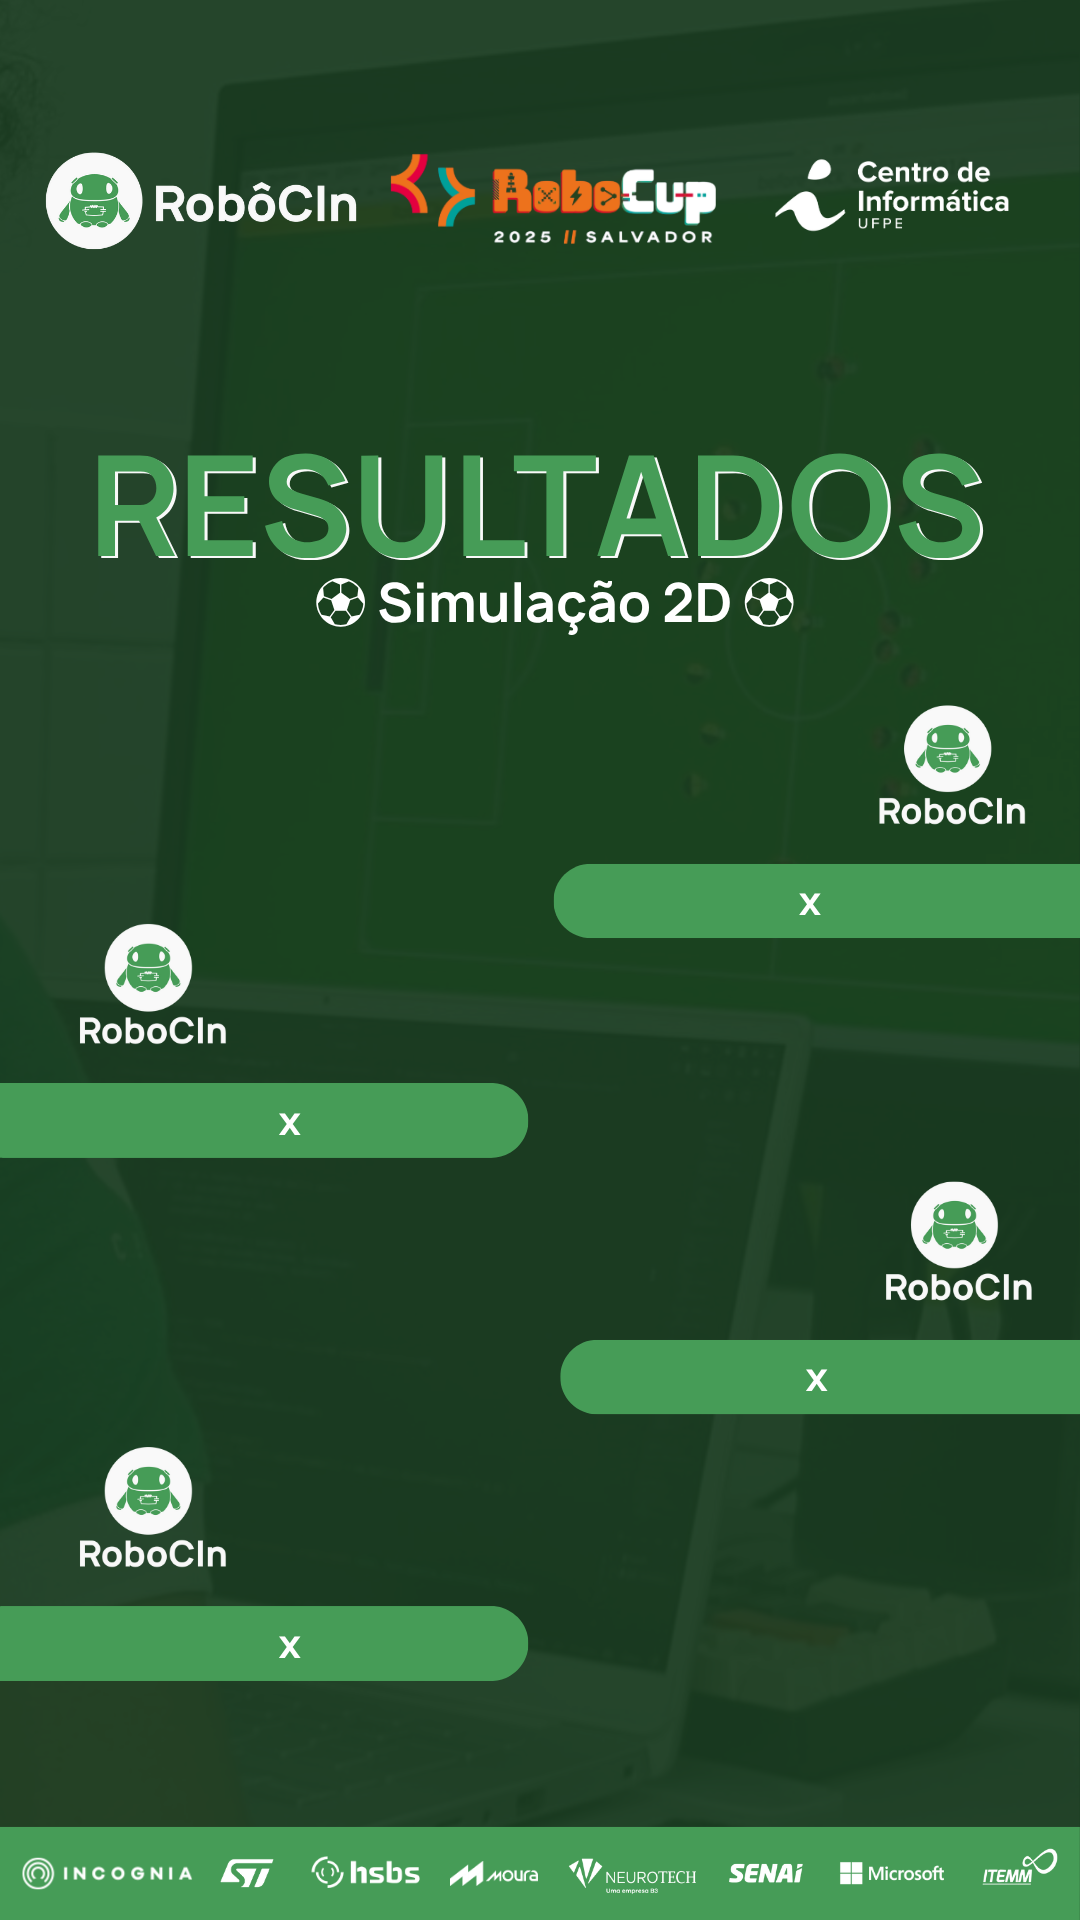 RobôCIn
RoboCup
2025 // SALVADOR
Centro de
Informática
UFPE
RESULTADOS
Simulação 2D
RoboCIn
x
RoboCIn
x
RoboCIn
x
RoboCIn
x
INCOGNIA
ST
hsbs
moura
NEUROTECH
Uma empresa B3
SENAI
Microsoft
ITEMM